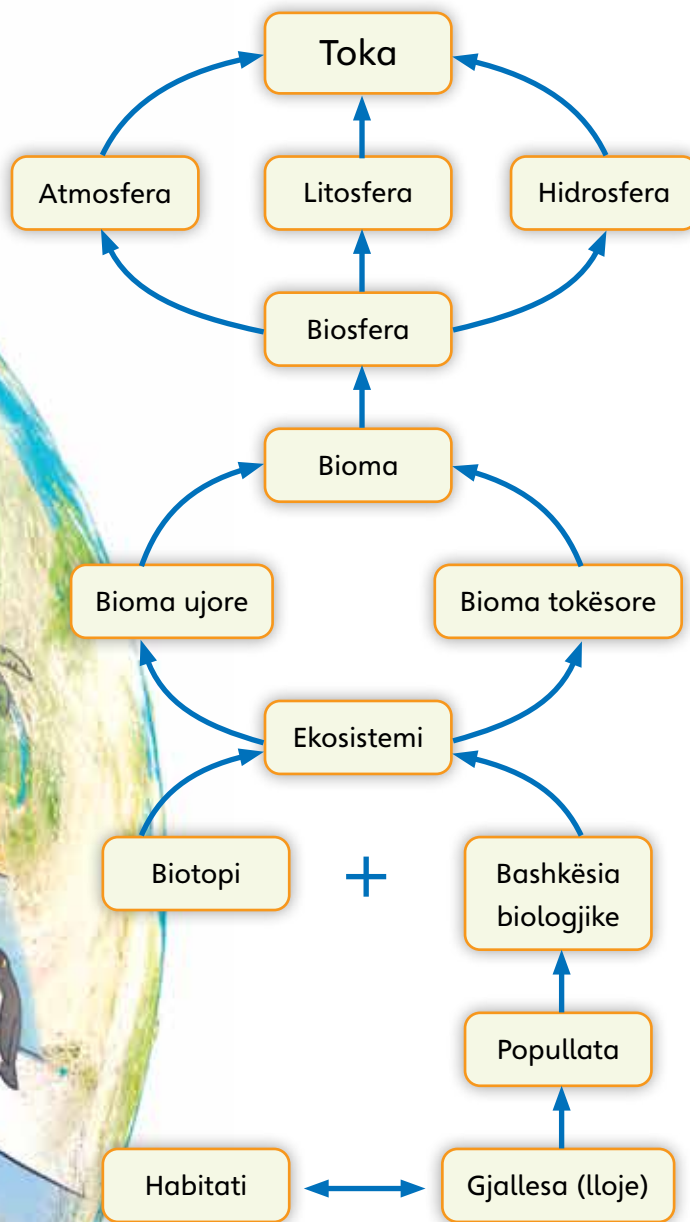 Toka
Atmosfera
Litosfera
Hidrosfera
Biosfera
Bioma
Bioma ujore
Bioma tokësore
Ekosistemi
Biotopi
+
Bashkësia
biologjike
Popullata
Habitati
Gjallesa (lloje)